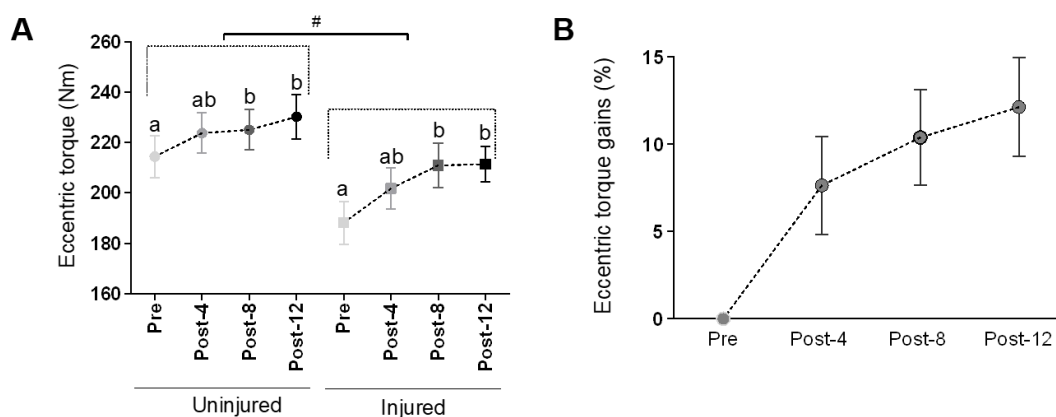 A
#
Eccentric torque (Nm)
260
240
220
200
180
160
a
ab
b
b
a
ab
b
b
Pre
Post-4
Post-8
Post-12
Pre
Post-4
Post-8
Post-12
Uninjured
Injured
B
Eccentric torque gains (%)
15
10
5
0
Pre
Post-4
Post-8
Post-12